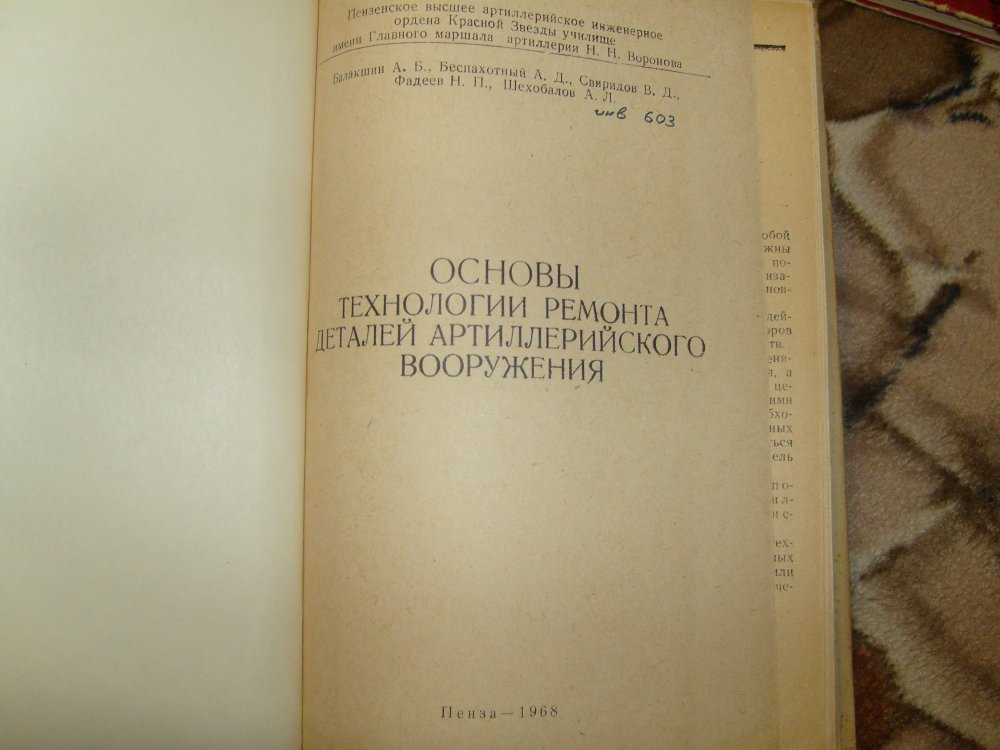 Пензенское высшее артиллерийское инженерное
ордена Красной Звезды училище
имени Главного маршала артиллерии Н. Н. Воронова
Балакшин А. Б., Беспахотный А. Д., Свиридов В. Д.,
Фадеев Н. П., Шехобалов А. Л.
инв 603
ОСНОВЫ
ТЕХНОЛОГИИ РЕМОНТА
ДЕТАЛЕЙ АРТИЛЛЕРИЙСКОГО
ВООРУЖЕНИЯ
Пенза — 1968